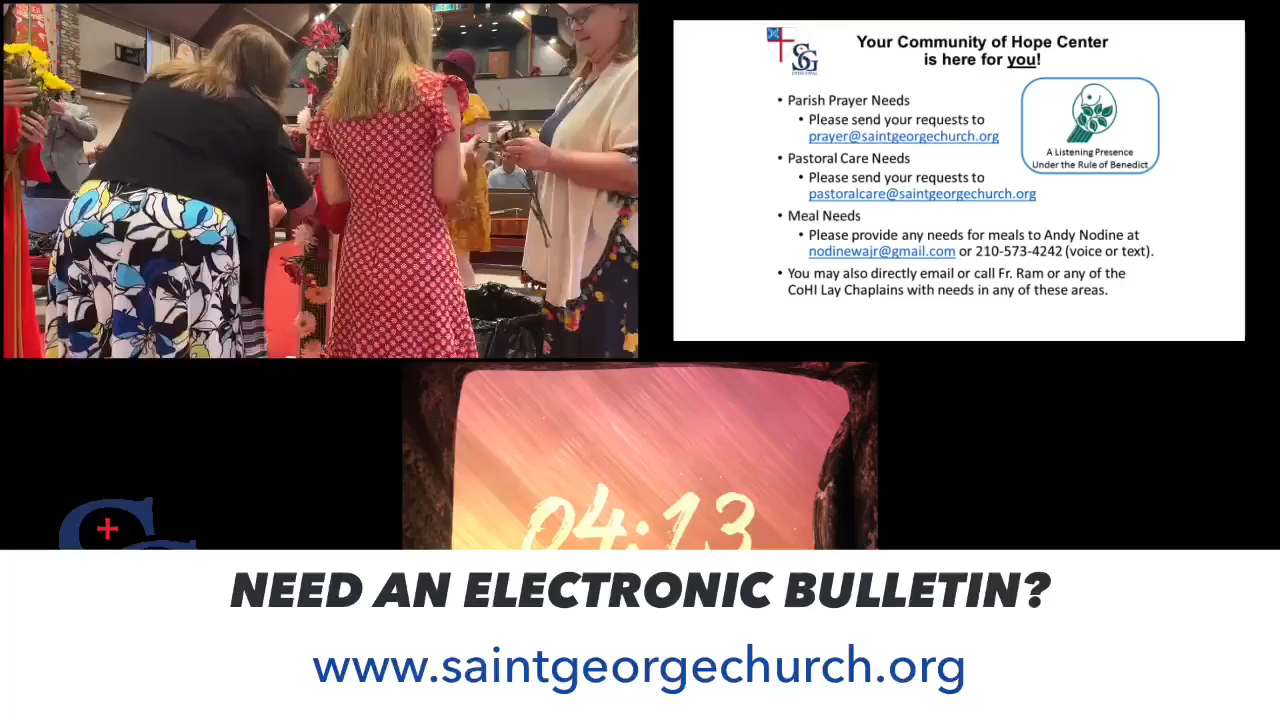 SG
EPISCOPAL
Your Community of Hope Center
is here for you!
• Parish Prayer Needs
• Please send your requests to
prayer@saintgeorgechurch.org
• Pastoral Care Needs
• Please send your requests to
pastoralcare@saintgeorgechurch.org
• Meal Needs
• Please provide any needs for meals to Andy Nodine at
nodinewajr@gmail.com or 210-573-4242 (voice or text).
• You may also directly email or call Fr. Ram or any of the
CoHI Lay Chaplains with needs in any of these areas.
A Listening Presence
Under the Rule of Benedict
04:13
NEED AN ELECTRONIC BULLETIN?
www.saintgeorgechurch.org